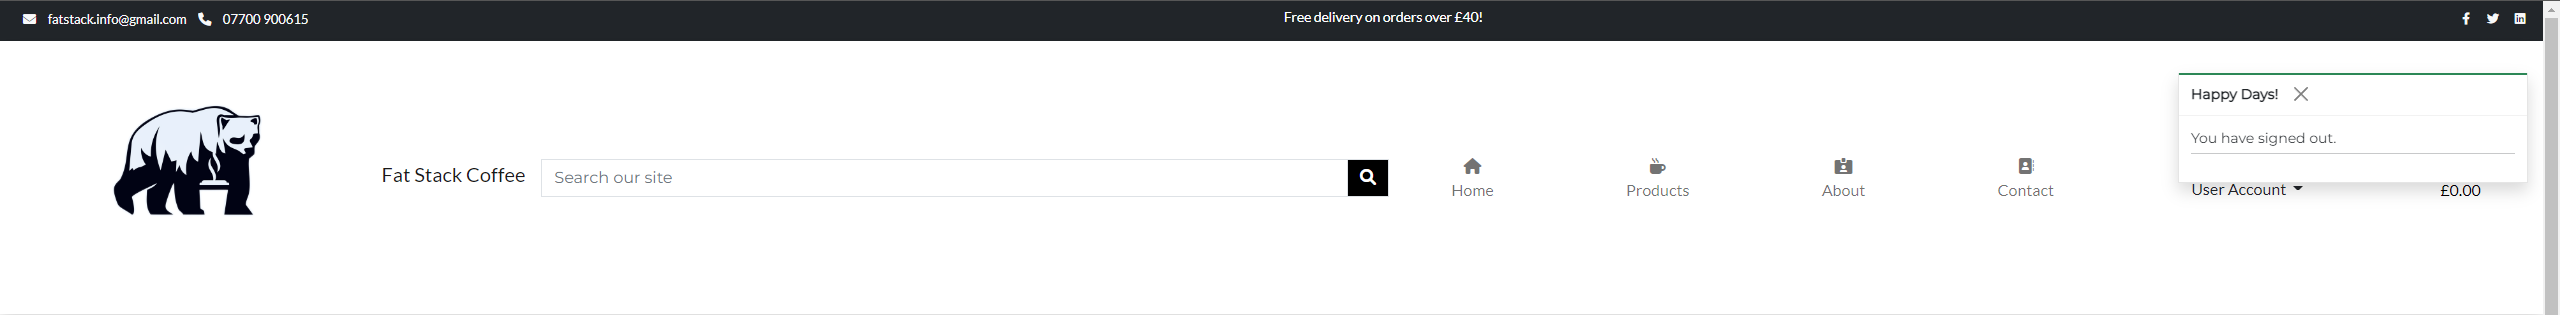 fatstack.info@gmail.com 07700 900615
Free delivery on orders over £40!
Happy Days!
You have signed out.
Fat Stack Coffee
Search our site
Home
Products
About
Contact
User Account
£0.00